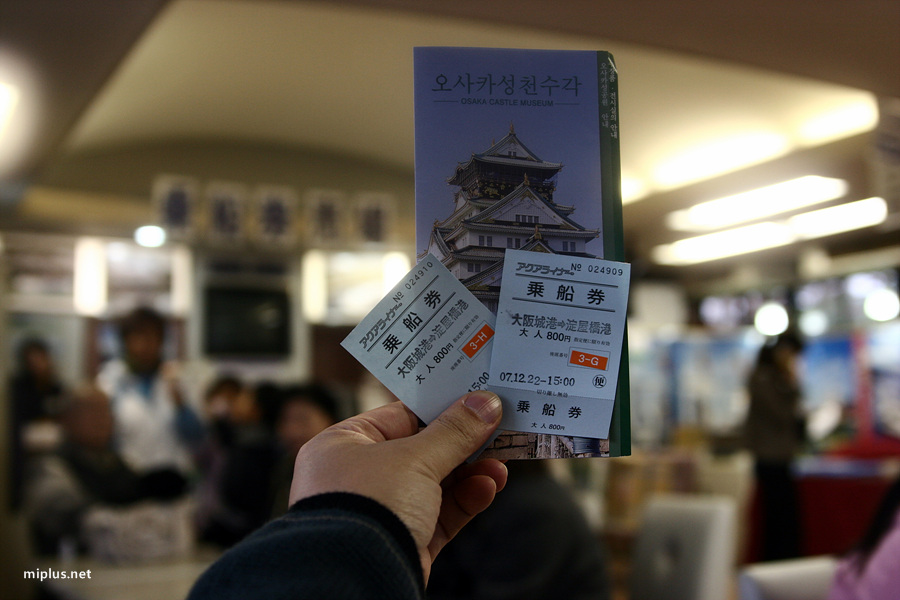 오사카성천수각
OSAKA CASTLE MUSEUM
アクアライナー
No 024910
乗船券
大阪城港⇨淀屋橋港
大人800円
3-H
15:00
アクアライナー
No 024909
乗船券
大阪城港⇨淀屋橋港
大人800円
3-G
07.12.22-15:00
便
乗船券
大人 800円
miplus.net